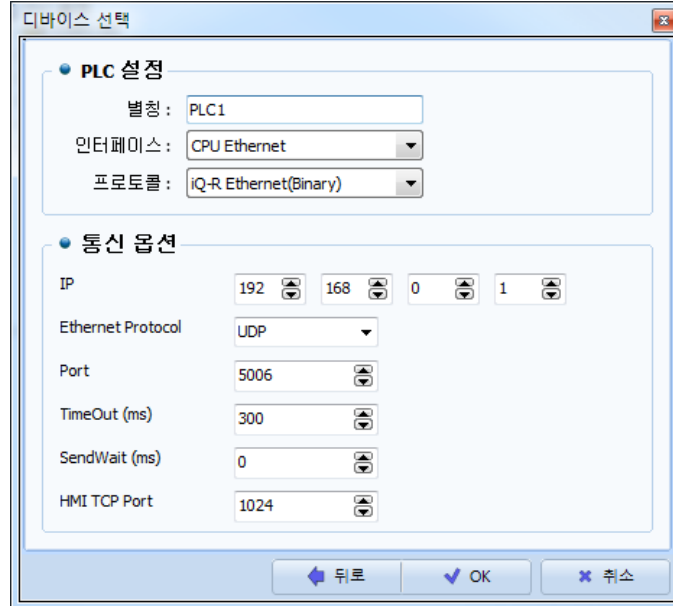 디바이스 선택
PLC 설정
별칭 : PLC1
인터페이스 : CPU Ethernet
프로토콜 : iQ-R Ethernet(Binary)
통신 옵션
IP 192 168 0 1
Ethernet Protocol UDP
Port 5006
TimeOut (ms) 300
SendWait (ms) 0
HMI TCP Port 1024
뒤로 OK 취소